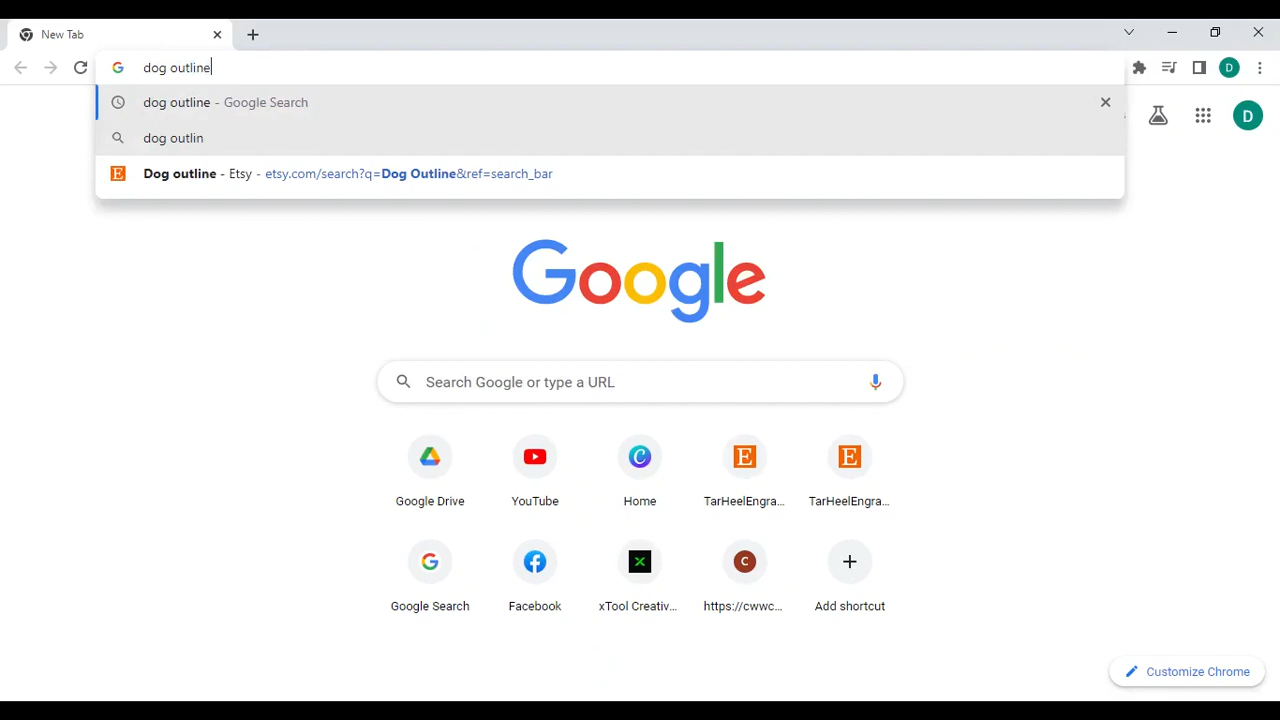 New Tab
dog outline
dog outline - Google Search
dog outlin
Dog outline - Etsy - etsy.com/search?q=Dog Outline&ref=search_bar
D
D
Google
Search Google or type a URL
Google Drive
YouTube
Home
TarHeelEngra...
TarHeelEngra...
Google Search
Facebook
xTool Creativ...
C
https://cwwc...
Add shortcut
Customize Chrome